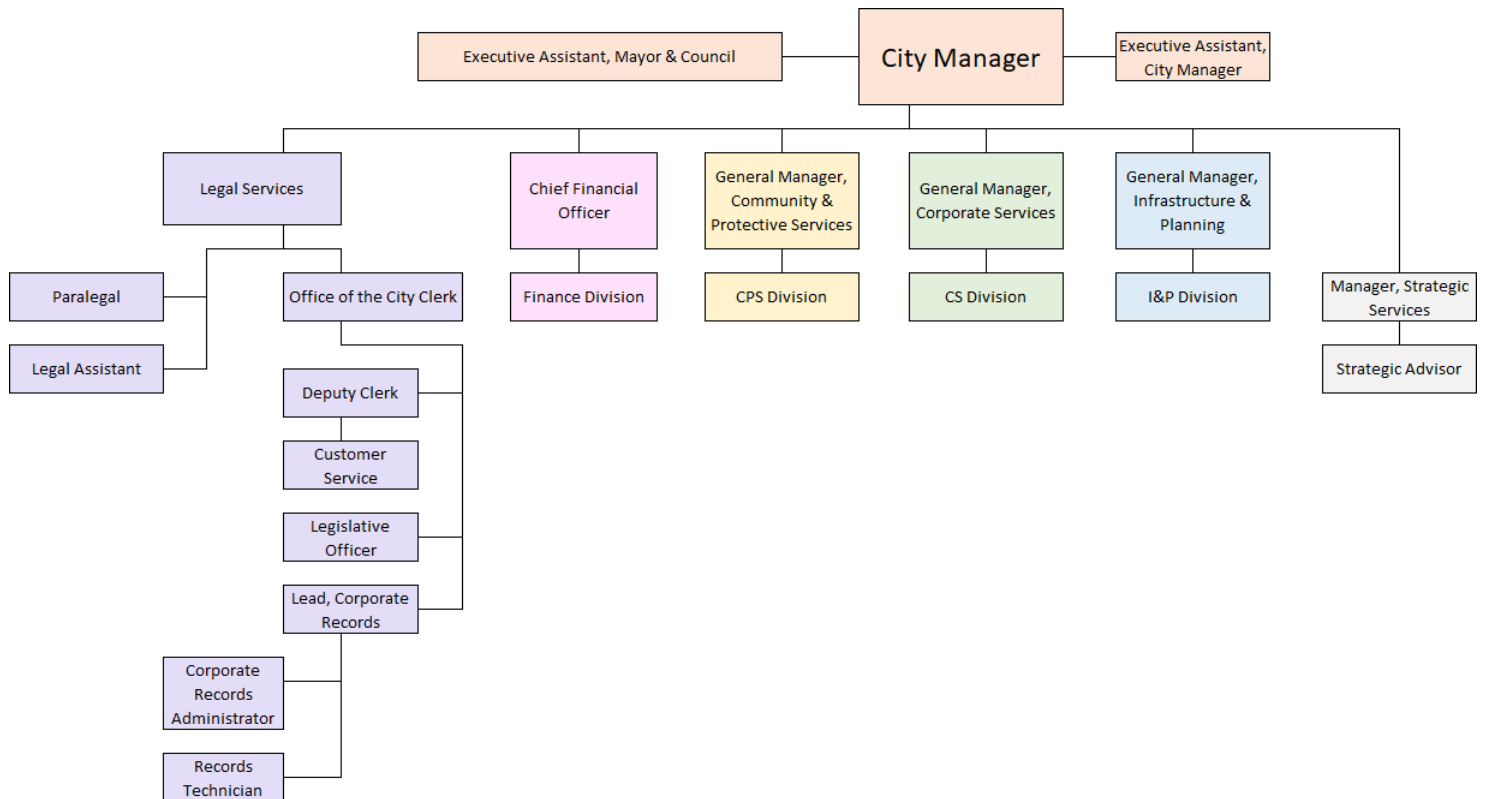 Executive Assistant, Mayor & Council
City Manager
Executive Assistant,
City Manager
Legal Services
Chief Financial
Officer
General Manager,
Community &
Protective Services
General Manager,
Corporate Services
General Manager,
Infrastructure &
Planning
Paralegal
Office of the City Clerk
Finance Division
CPS Division
CS Division
I&P Division
Manager, Strategic
Services
Legal Assistant
Strategic Advisor
Deputy Clerk
Customer
Service
Legislative
Officer
Lead, Corporate
Records
Corporate
Records
Administrator
Records
Technician